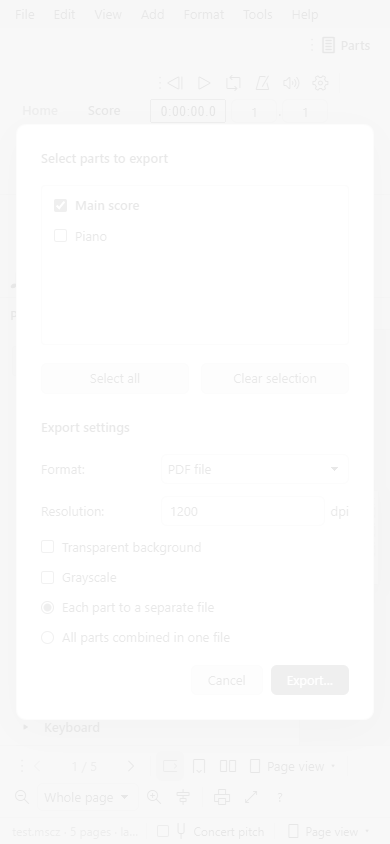 File Edit View Add Format Tools Help
Parts
Home Score 0:00:00.0 1 . 1
Select parts to export
Main score
Piano
Select all Clear selection
Export settings
Format: PDF file
Resolution: 1200 dpi
Transparent background
Grayscale
Each part to a separate file
All parts combined in one file
Cancel Export...
Keyboard
1 / 5 Page view
Whole page ?
Concert pitch Page view